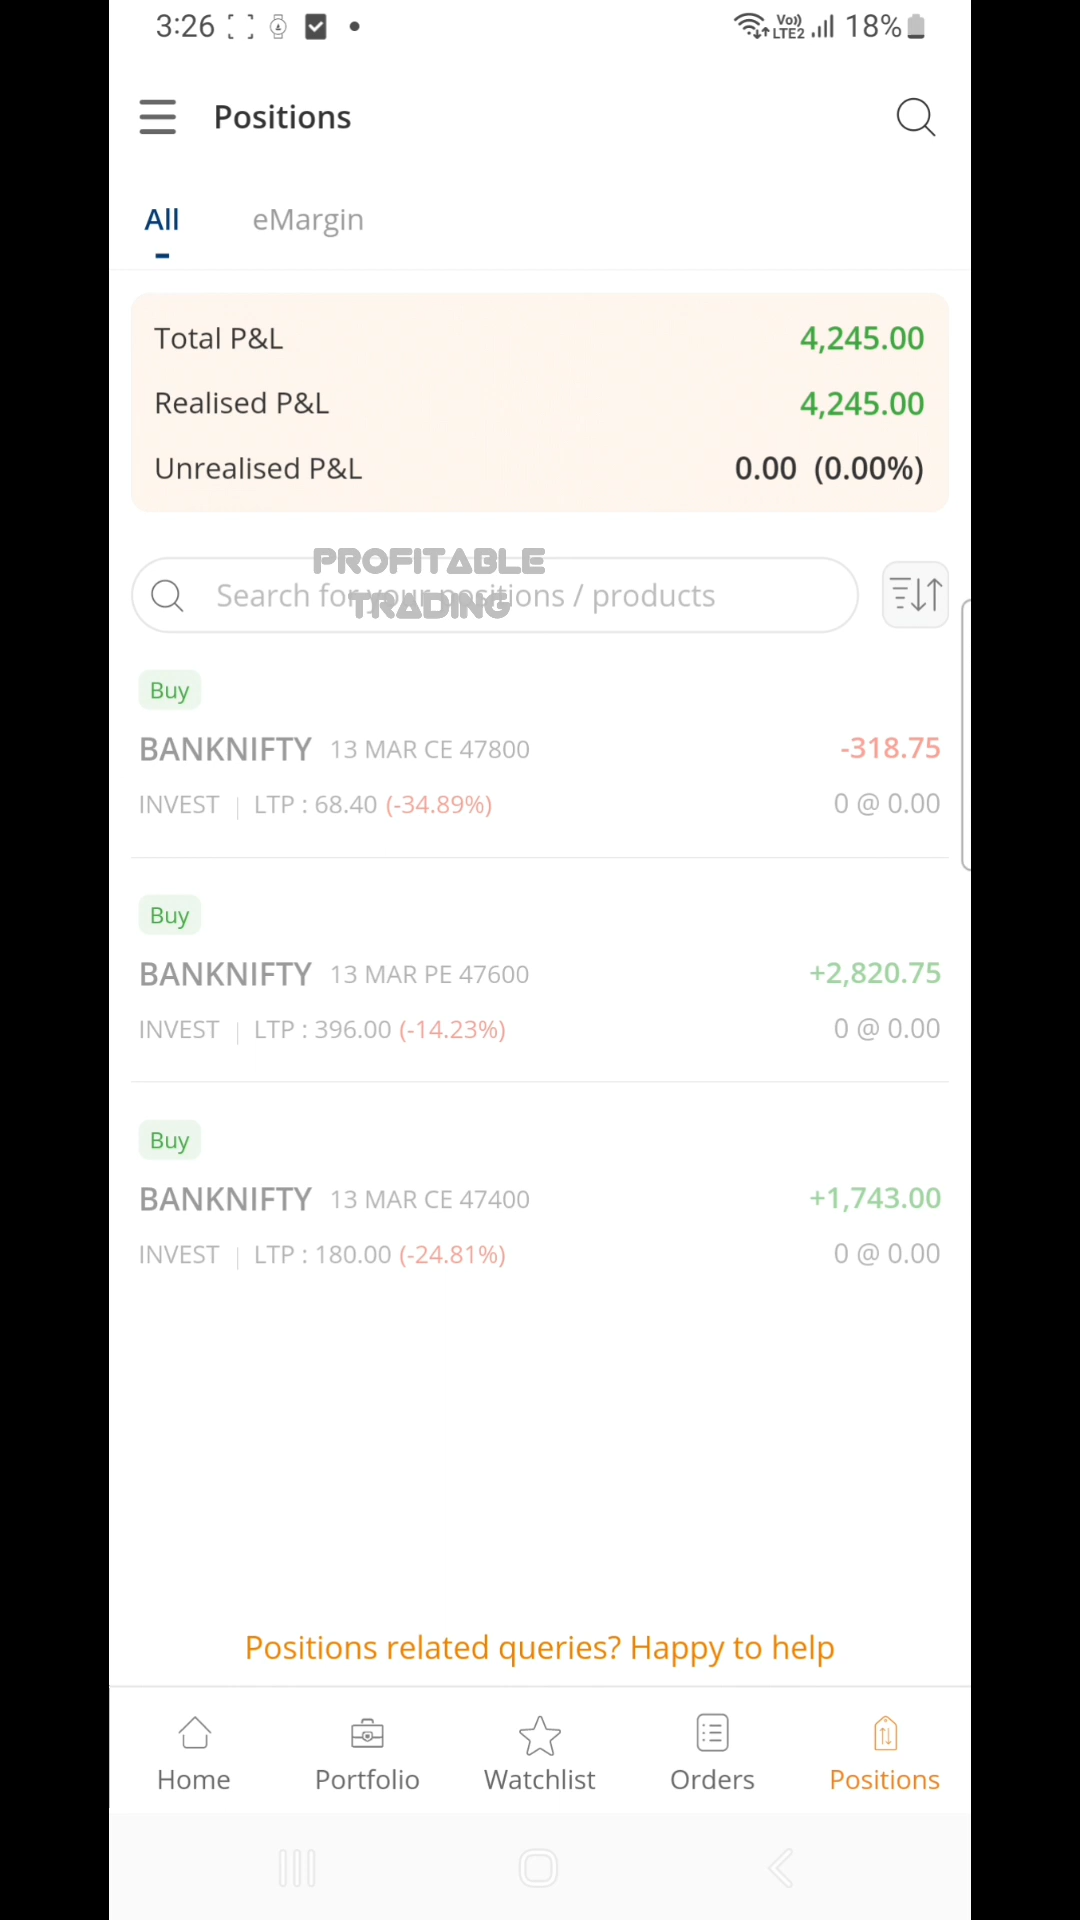 3:26 Vo)) LTE2 18%
Positions
All eMargin
Total P&L 4,245.00
Realised P&L 4,245.00
Unrealised P&L 0.00 (0.00%)
PROFITABLE
TRADING
Search for your positions / products
Buy
BANKNIFTY 13 MAR CE 47800 -318.75
INVEST | LTP : 68.40 (-34.89%) 0 @ 0.00
Buy
BANKNIFTY 13 MAR PE 47600 +2,820.75
INVEST | LTP : 396.00 (-14.23%) 0 @ 0.00
Buy
BANKNIFTY 13 MAR CE 47400 +1,743.00
INVEST | LTP : 180.00 (-24.81%) 0 @ 0.00
Positions related queries? Happy to help
Home Portfolio Watchlist Orders Positions